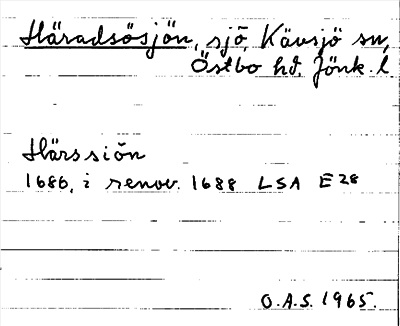 Häradsösjön, sjö, Kävsjö sn,
Östbo hd. Jönk. l
Härssiön
1686, i renov. 1688 LSA E28
O.A.S. 1965.